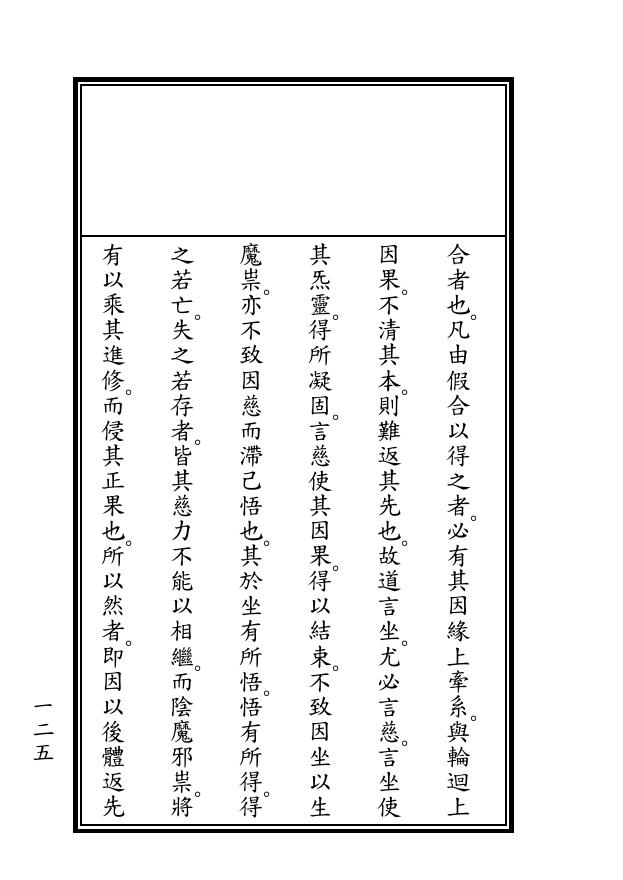 合者也。凡由假合以得之者。必有其因緣上牽系。與輪迴上
因果。不清其本。則難返其先也。故道言坐。尤必言慈。言坐使
其炁靈。得所凝固。言慈使其因果。得以結束。不致因坐以生
魔祟。亦不致因慈而滯己悟也。其於坐有所悟。悟有所得。得
之若亡。失之若存者。皆其慈力不能以相繼。而陰魔邪祟。將
有以乘其進修。而侵其正果也。所以然者。即因以後體返先
一二五